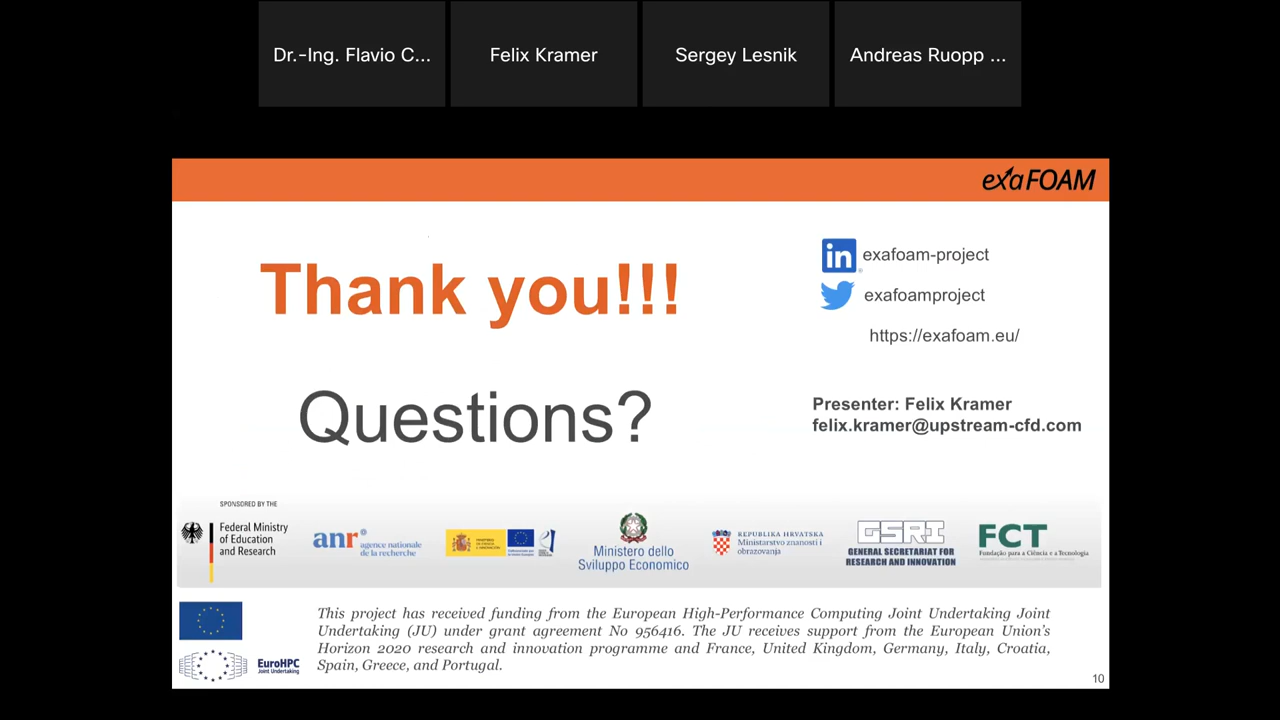 Dr.-Ing. Flavio C...
Felix Kramer
Sergey Lesnik
Andreas Ruopp ...
exaFOAM
Thank you!!!
Questions?
in exafoam-project
exafoamproject
https://exafoam.eu/
Presenter: Felix Kramer
felix.kramer@upstream-cfd.com
SPONSORED BY THE
Federal Ministry
of Education
and Research
anr
agence nationale
de la recherche
Ministero dello
Sviluppo Economico
REPUBLIKA HRVATSKA
Ministarstvo znanosti i
obrazovanja
GSRI
GENERAL SECRETARIAT FOR
RESEARCH AND INNOVATION
FCT
Fundação para a Ciência e a Tecnologia
This project has received funding from the European High-Performance Computing Joint Undertaking Joint
Undertaking (JU) under grant agreement No 956416. The JU receives support from the European Union's
Horizon 2020 research and innovation programme and France, United Kingdom, Germany, Italy, Croatia,
Spain, Greece, and Portugal.
EuroHPC
Joint Undertaking
10